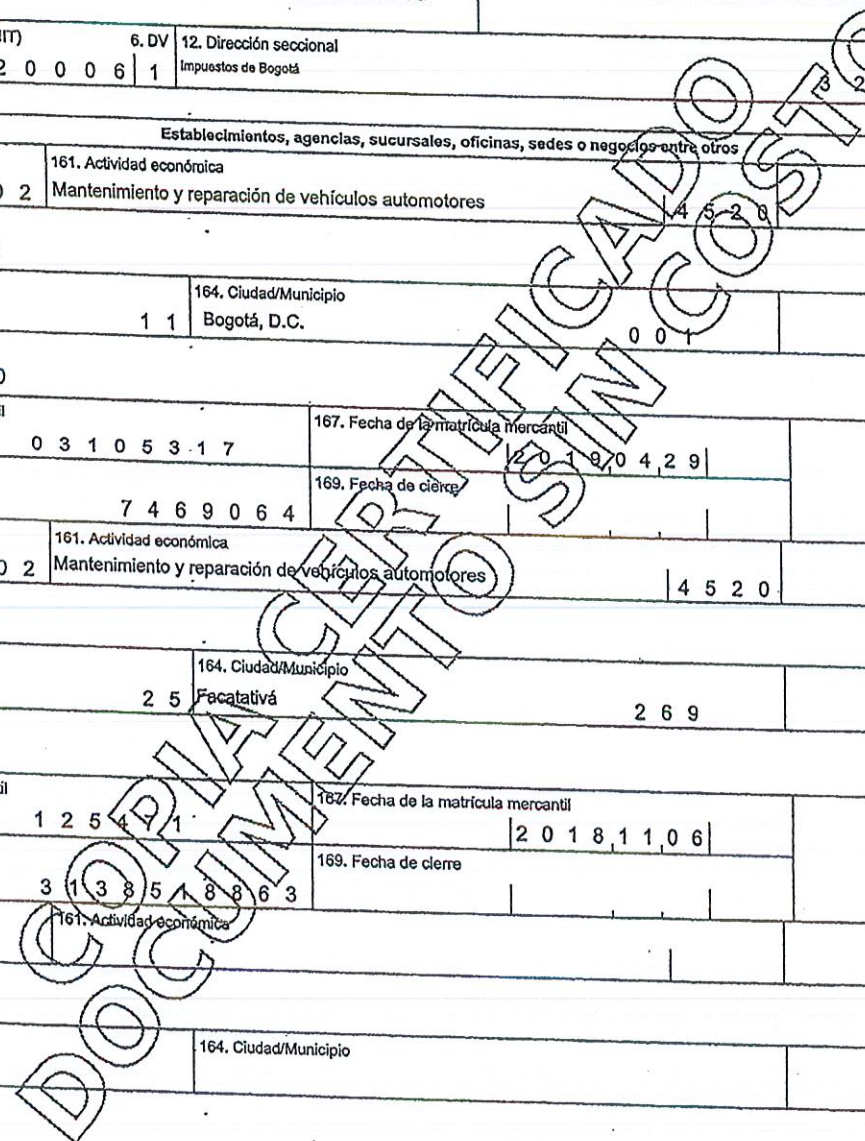 IT) 6. DV 12. Dirección seccional
2 0 0 0 6 1 Impuestos de Bogotá
3 2
Establecimientos, agencias, sucursales, oficinas, sedes o negocios entre otros
161. Actividad económica
0 2 Mantenimiento y reparación de vehículos automotores 4 5 2 0
164. Ciudad/Municipio
1 1 Bogotá, D.C. 0 0 1
0
il 167. Fecha de la matrícula mercantil
0 3 1 0 5 3 1 7 2 0 1 9 0 4 2 9
169. Fecha de cierre
7 4 6 9 0 6 4
161. Actividad económica
0 2 Mantenimiento y reparación de vehículos automotores 4 5 2 0
164. Ciudad/Municipio
2 5 Facatativá 2 6 9
il 167. Fecha de la matrícula mercantil
1 2 5 4 7 1 2 0 1 8 1 1 0 6
169. Fecha de cierre
3 1 3 8 5 1 8 8 6 3
161. Actividad económica
164. Ciudad/Municipio
COPIA CERTIFICADO
DOCUMENTO SIN COSTO